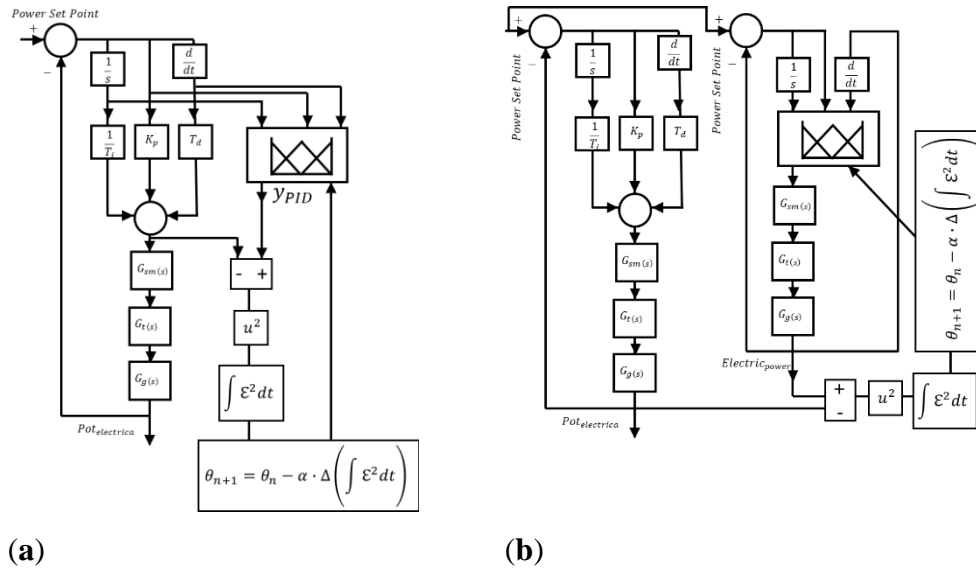 Power Set Point
+
−
1/s
d/dt
1/T_i
K_p
T_d
y_PID
G_sm(s)
- +
G_t(s)
u²
G_g(s)
∫ Ɛ² dt
Pot_electrica
θ_{n+1} = θ_n − α · Δ(∫ Ɛ² dt)
(a)
+
−
Power Set Point
1/s
d/dt
1/T_i
K_p
T_d
G_sm(s)
G_t(s)
G_g(s)
Pot_electrica
+
−
Power Set Point
1/s
d/dt
G_sm(s)
G_t(s)
G_g(s)
Electric_power
+
-
u²
∫ Ɛ² dt
θ_{n+1} = θ_n − α · Δ(∫ Ɛ² dt)
(b)